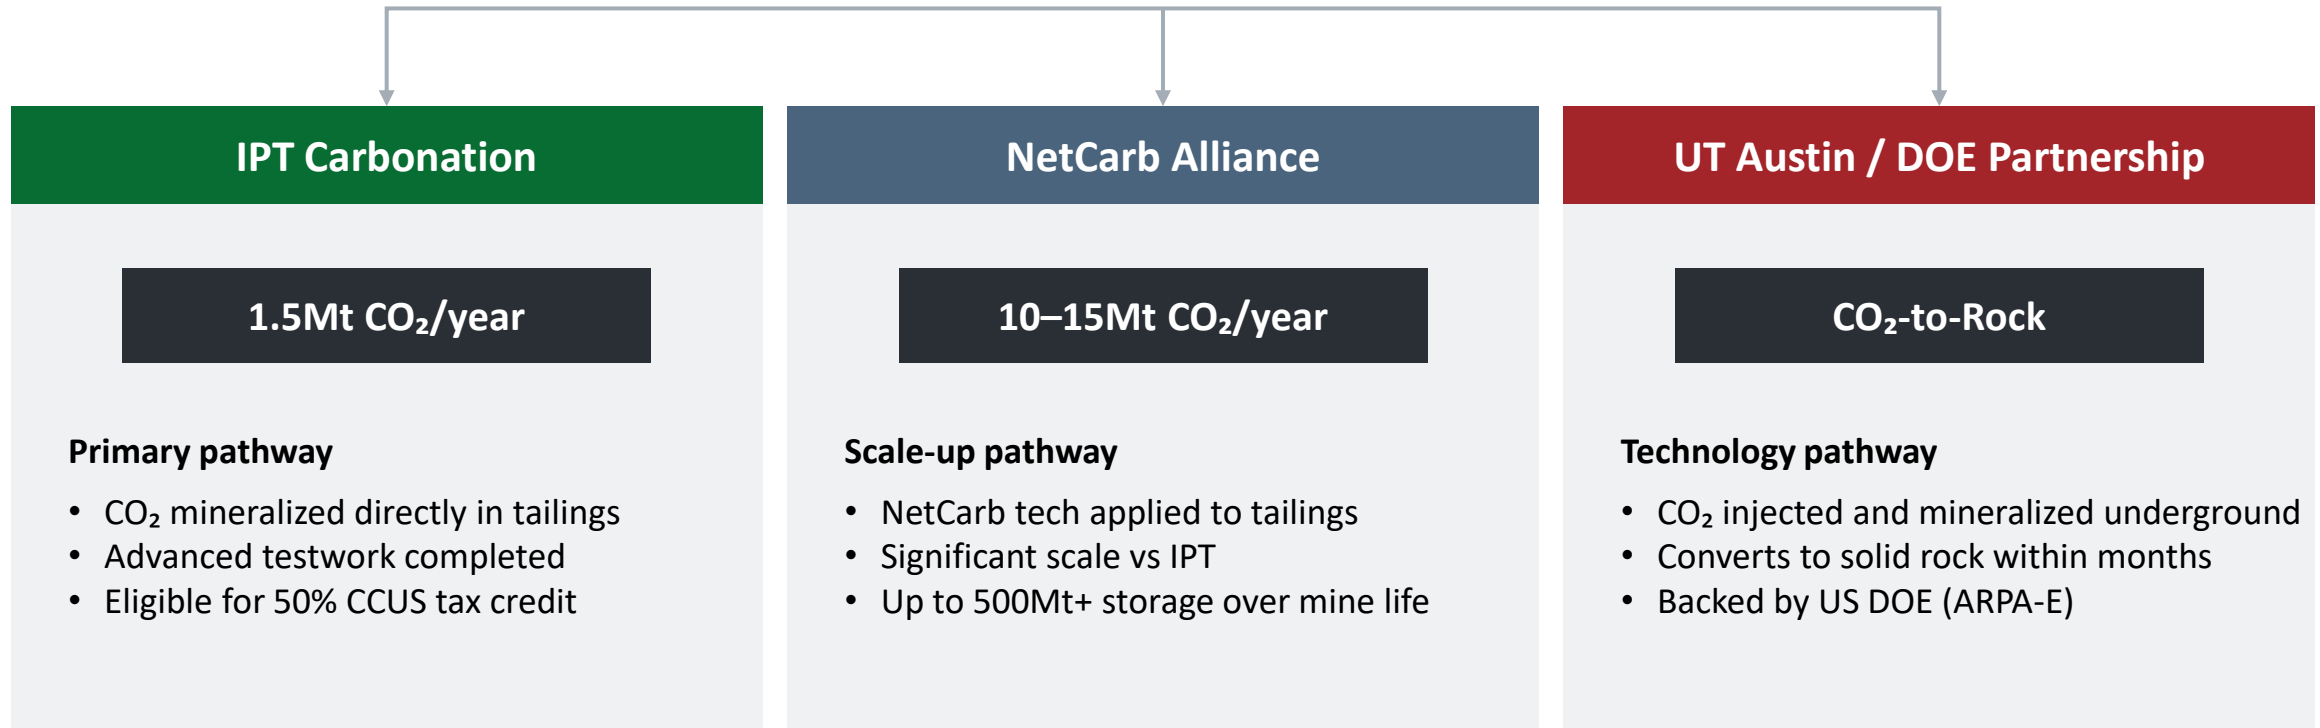 IPT Carbonation
1.5Mt CO₂/year
Primary pathway
• CO₂ mineralized directly in tailings
• Advanced testwork completed
• Eligible for 50% CCUS tax credit
NetCarb Alliance
10–15Mt CO₂/year
Scale-up pathway
• NetCarb tech applied to tailings
• Significant scale vs IPT
• Up to 500Mt+ storage over mine life
UT Austin / DOE Partnership
CO₂-to-Rock
Technology pathway
• CO₂ injected and mineralized underground
• Converts to solid rock within months
• Backed by US DOE (ARPA-E)